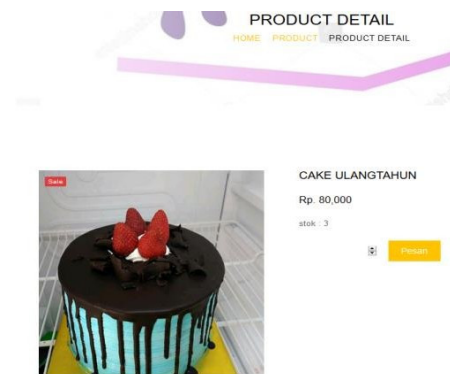 PRODUCT DETAIL
HOME PRODUCT PRODUCT DETAIL
Sale
CAKE ULANGTAHUN
Rp. 80,000
stok : 3
Pesan